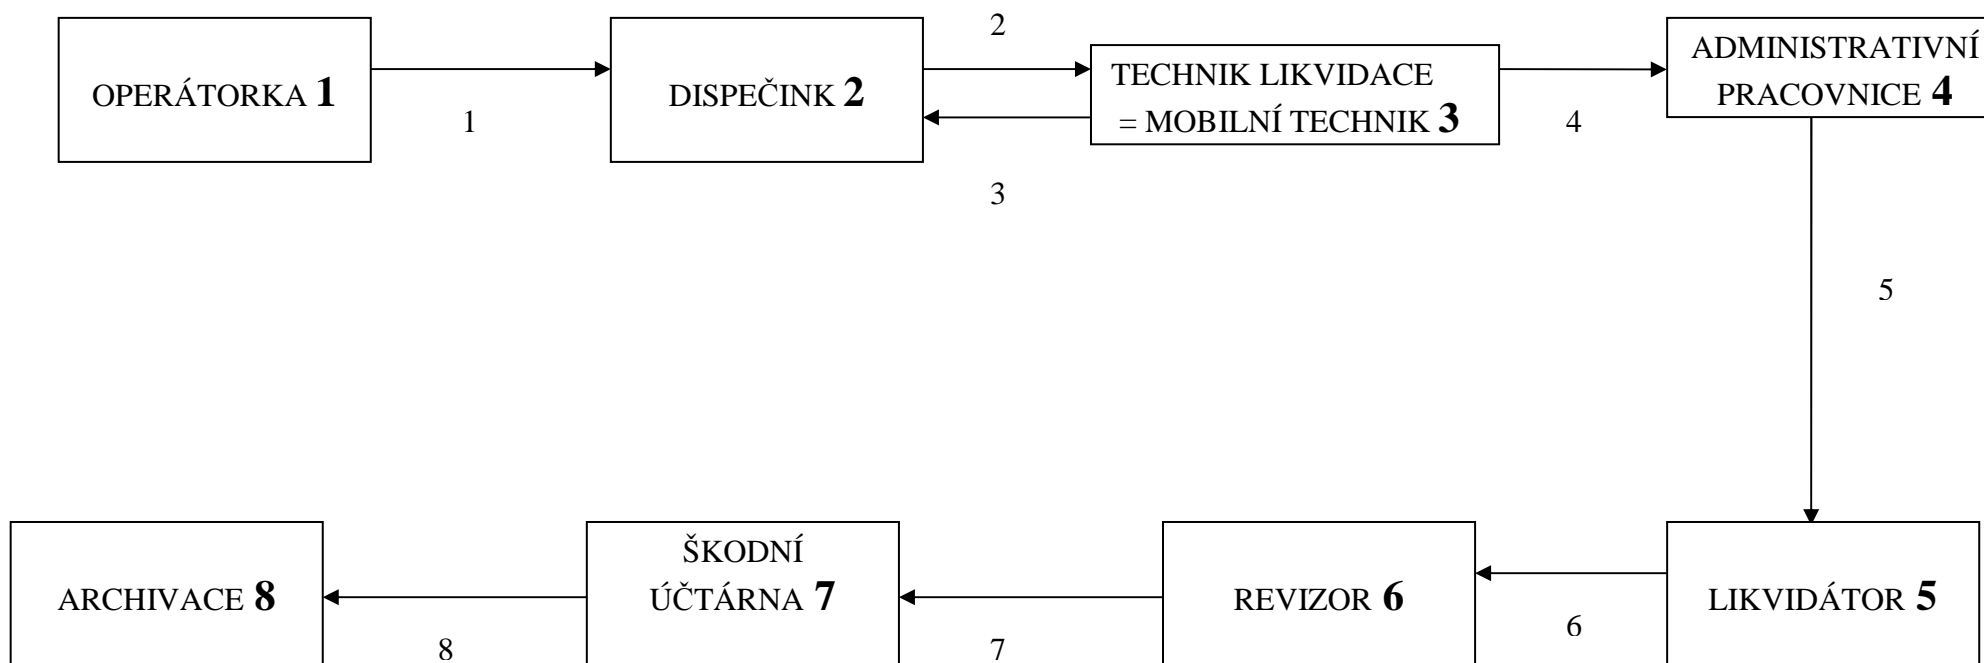 2
OPERÁTORKA 1
DISPEČINK 2
TECHNIK LIKVIDACE
= MOBILNÍ TECHNIK 3
ADMINISTRATIVNÍ
PRACOVNICE 4
1
4
3
5
ARCHIVACE 8
ŠKODNÍ
ÚČTÁRNA 7
REVIZOR 6
LIKVIDÁTOR 5
8
7
6